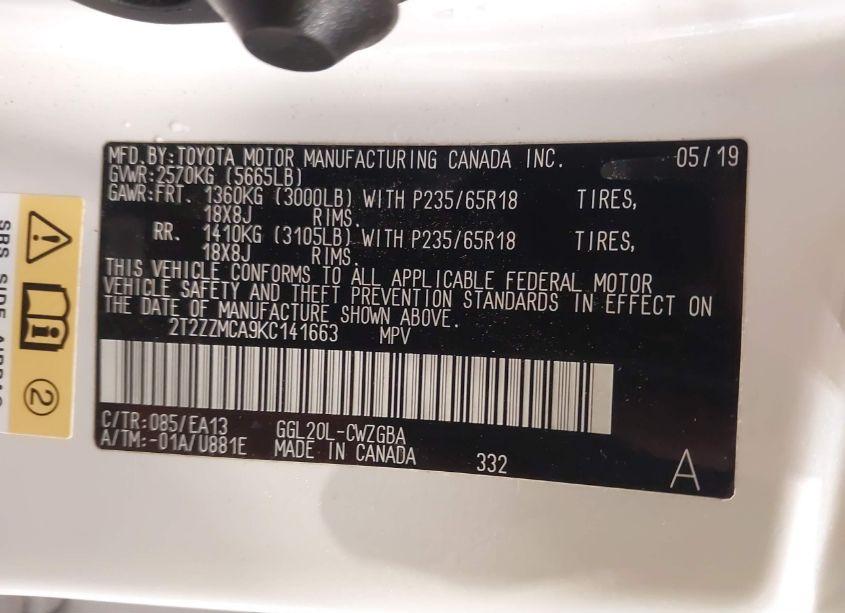 MFD.BY:TOYOTA MOTOR MANUFACTURING CANADA INC. 05/19
GVWR:2570KG (5665LB)
GAWR:FRT. 1360KG (3000LB) WITH P235/65R18 TIRES,
18X8J RIMS.
RR. 1410KG (3105LB) WITH P235/65R18 TIRES,
18X8J RIMS.
THIS VEHICLE CONFORMS TO ALL APPLICABLE FEDERAL MOTOR
VEHICLE SAFETY AND THEFT PREVENTION STANDARDS IN EFFECT ON
THE DATE OF MANUFACTURE SHOWN ABOVE.
2T2ZZMCA9KC141663 MPV
C/TR:085/EA13 GGL20L-CWZGBA
A/TM:-01A/U881E MADE IN CANADA 332 A
SRS SIDE AIRBAG
2